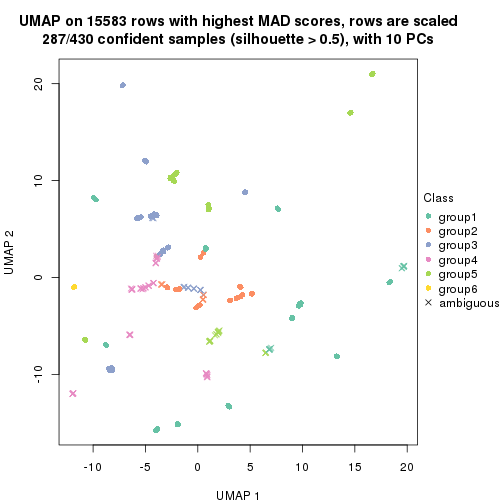 UMAP on 15583 rows with highest MAD scores, rows are scaled
287/430 confident samples (silhouette > 0.5), with 10 PCs
20
10
0
-10
UMAP 2
-10
-5
0
5
10
15
20
UMAP 1
Class
group1
group2
group3
group4
group5
group6
ambiguous